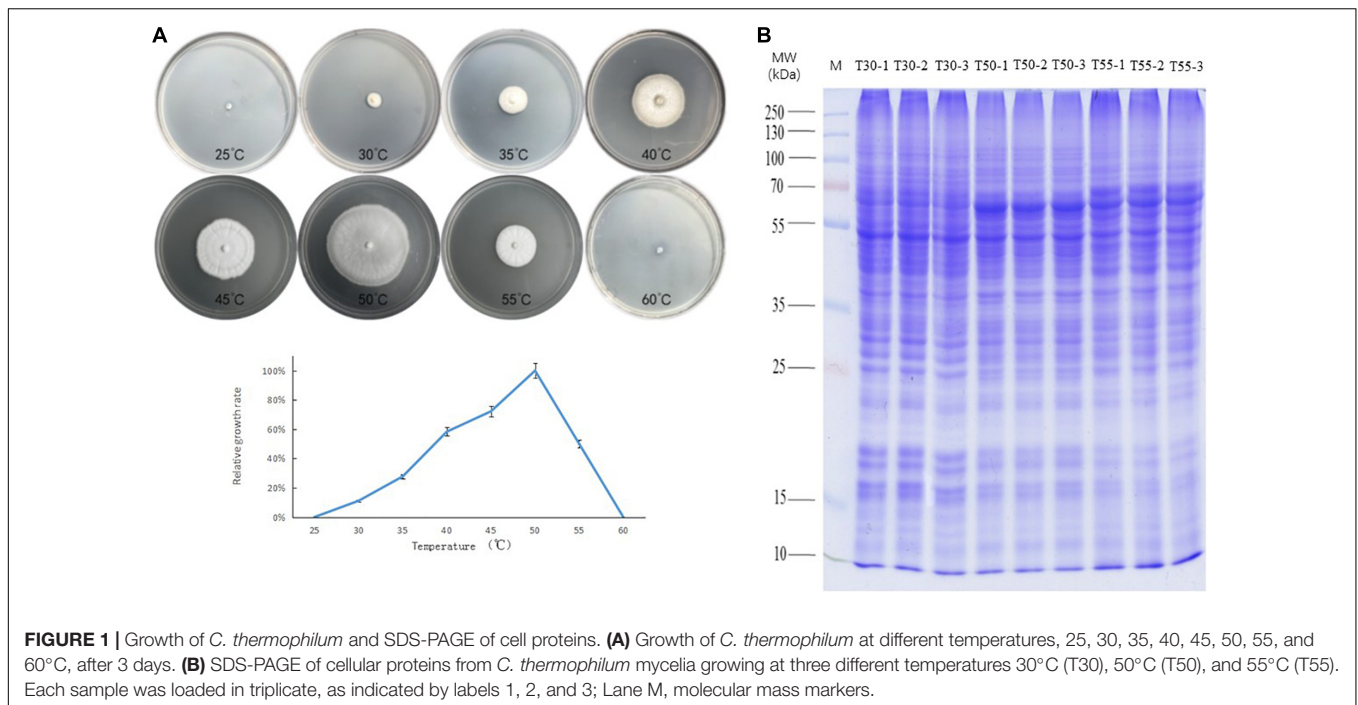 A
25°C
30°C
35°C
40°C
45°C
50°C
55°C
60°C
Relative growth rate
100%
80%
60%
40%
20%
0%
25 30 35 40 45 50 55 60
Temperature (℃)
B
MW
(kDa)
M T30-1 T30-2 T30-3 T50-1 T50-2 T50-3 T55-1 T55-2 T55-3
250
130
100
70
55
35
25
15
10
FIGURE 1 | Growth of C. thermophilum and SDS-PAGE of cell proteins. (A) Growth of C. thermophilum at different temperatures, 25, 30, 35, 40, 45, 50, 55, and
60°C, after 3 days. (B) SDS-PAGE of cellular proteins from C. thermophilum mycelia growing at three different temperatures 30°C (T30), 50°C (T50), and 55°C (T55).
Each sample was loaded in triplicate, as indicated by labels 1, 2, and 3; Lane M, molecular mass markers.